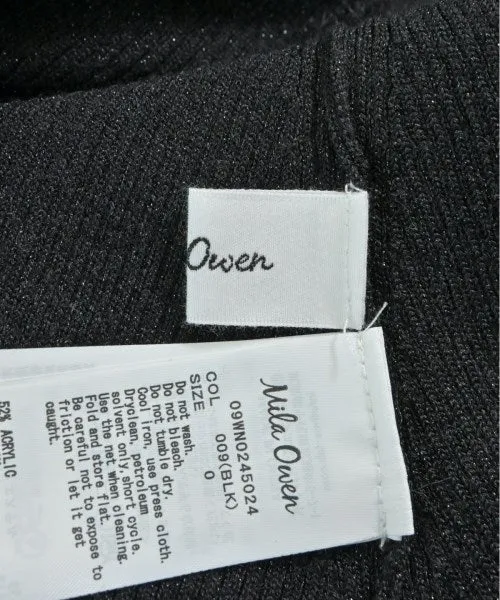 Owen
Mila Owen
09WN0245024
COL 009(BLK)
SIZE 0
Do not wash.
Do not bleach.
Do not tumble dry.
Cool iron, use press cloth.
Dryclean, petroleum
solvent only, short cycle.
Use the net when cleaning.
Fold and store flat.
Be careful not to expose to
friction or let it get
caught.
52% ACRYLIC